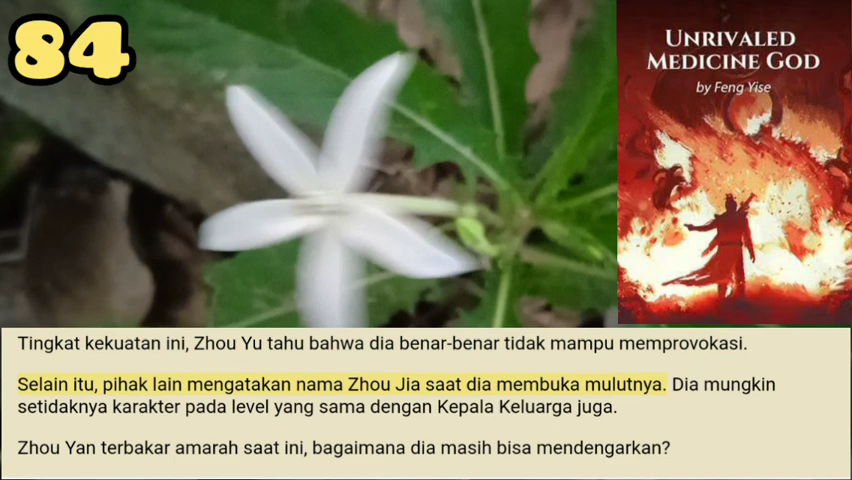 84
UNRIVALED
MEDICINE GOD
by Feng Yise
Tingkat kekuatan ini, Zhou Yu tahu bahwa dia benar-benar tidak mampu memprovokasi.
Selain itu, pihak lain mengatakan nama Zhou Jia saat dia membuka mulutnya. Dia mungkin
setidaknya karakter pada level yang sama dengan Kepala Keluarga juga.
Zhou Yan terbakar amarah saat ini, bagaimana dia masih bisa mendengarkan?